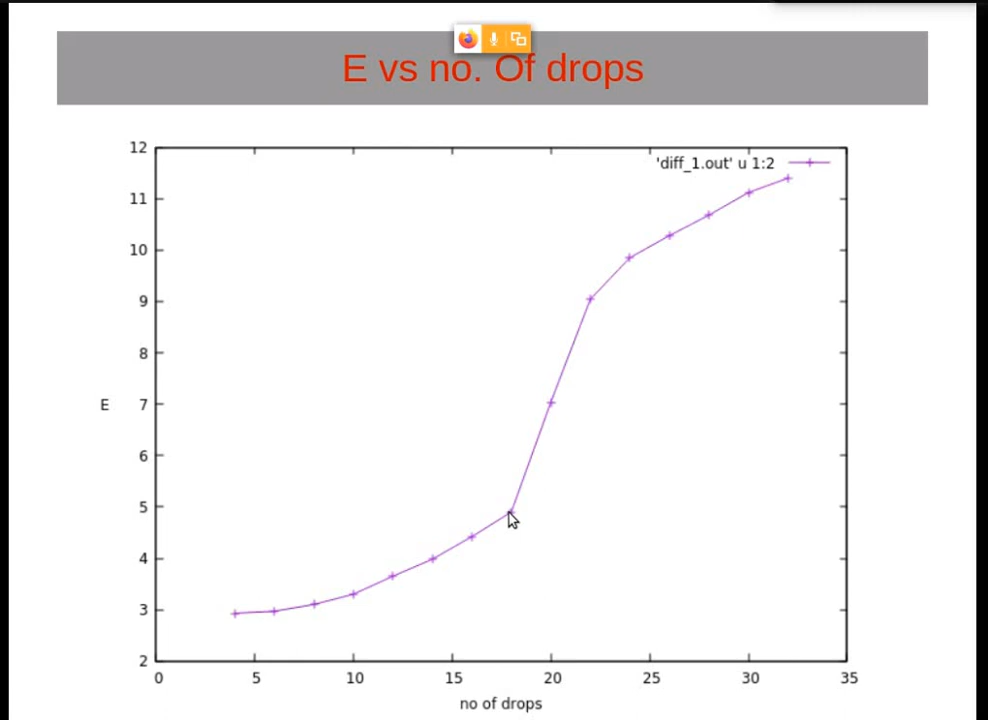 E vs no. Of drops
'diff_1.out' u 1:2
12
11
10
9
8
E 7
6
5
4
3
2
0 5 10 15 20 25 30 35
no of drops